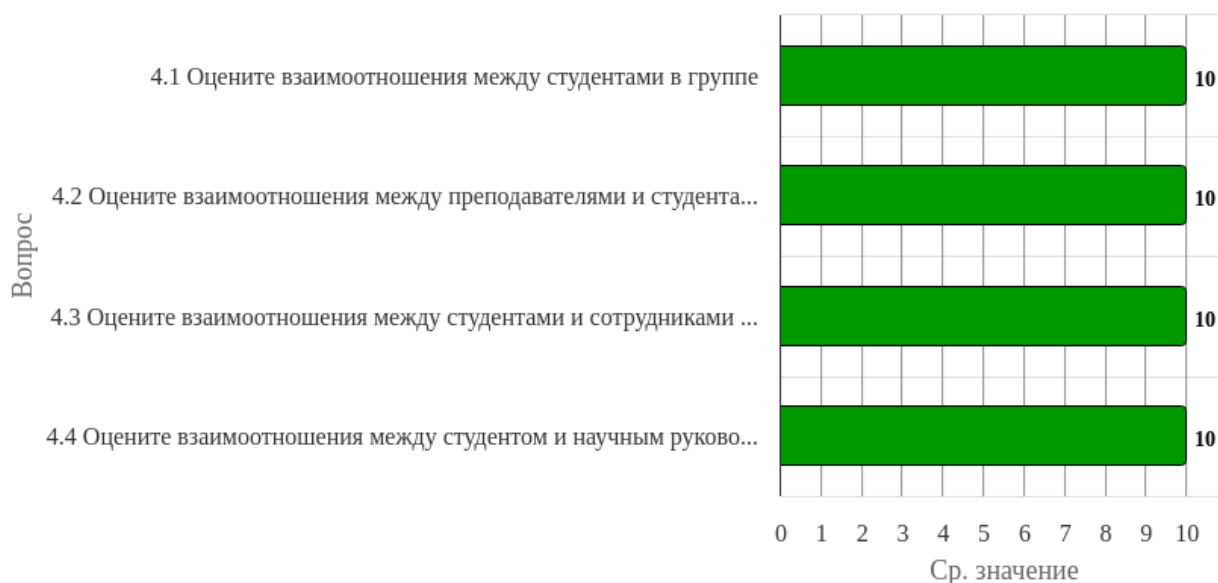 4.1 Оцените взаимоотношения между студентами в группе
10
4.2 Оцените взаимоотношения между преподавателями и студента...
10
4.3 Оцените взаимоотношения между студентами и сотрудниками ...
10
4.4 Оцените взаимоотношения между студентом и научным руково...
10
Вопрос
0 1 2 3 4 5 6 7 8 9 10
Ср. значение